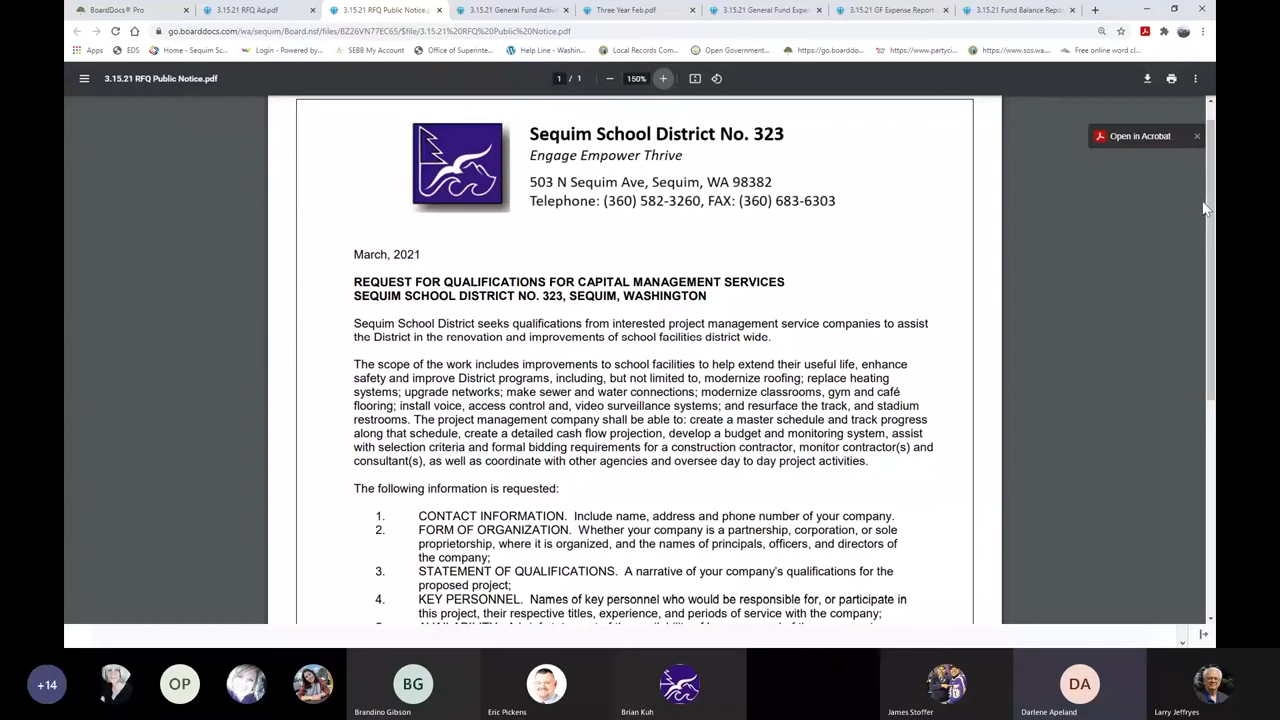 BoardDocs® Pro
3.15.21 RFQ Ad.pdf
3.15.21 RFQ Public Notice.p
3.15.21 General Fund Activ
Three Year Feb.pdf
3.15.21 General Fund Expe
3.15.21 GF Expense Report
3.15.21 Fund Balance Repo
go.boarddocs.com/wa/sequim/Board.nsf/files/BZ26VN77EC65/$file/3.15.21%20RFQ%20Public%20Notice.pdf
Apps
EDS
Home - Sequim Sc...
Login - Powered by...
SEBB My Account
Office of Superinte...
Help Line - Washin...
Local Records Com...
Open Government...
https://go.boarddo...
https://www.partyci...
https://www.sos.wa...
Free online word cl...
3.15.21 RFQ Public Notice.pdf
1 / 1
150%
Open in Acrobat
Sequim School District No. 323
Engage Empower Thrive
503 N Sequim Ave, Sequim, WA 98382
Telephone: (360) 582-3260, FAX: (360) 683-6303
March, 2021
REQUEST FOR QUALIFICATIONS FOR CAPITAL MANAGEMENT SERVICES
SEQUIM SCHOOL DISTRICT NO. 323, SEQUIM, WASHINGTON
Sequim School District seeks qualifications from interested project management service companies to assist
the District in the renovation and improvements of school facilities district wide.
The scope of the work includes improvements to school facilities to help extend their useful life, enhance
safety and improve District programs, including, but not limited to, modernize roofing; replace heating
systems; upgrade networks; make sewer and water connections; modernize classrooms, gym and café
flooring; install voice, access control and, video surveillance systems; and resurface the track, and stadium
restrooms. The project management company shall be able to: create a master schedule and track progress
along that schedule, create a detailed cash flow projection, develop a budget and monitoring system, assist
with selection criteria and formal bidding requirements for a construction contractor, monitor contractor(s) and
consultant(s), as well as coordinate with other agencies and oversee day to day project activities.
The following information is requested:
1. CONTACT INFORMATION. Include name, address and phone number of your company.
2. FORM OF ORGANIZATION. Whether your company is a partnership, corporation, or sole
proprietorship, where it is organized, and the names of principals, officers, and directors of
the company;
3. STATEMENT OF QUALIFICATIONS. A narrative of your company's qualifications for the
proposed project;
4. KEY PERSONNEL. Names of key personnel who would be responsible for, or participate in
this project, their respective titles, experience, and periods of service with the company;
+14
OP
BG
DA
Brandino Gibson
Eric Pickens
Brian Kuh
James Stoffer
Darlene Apeland
Larry Jeffryes